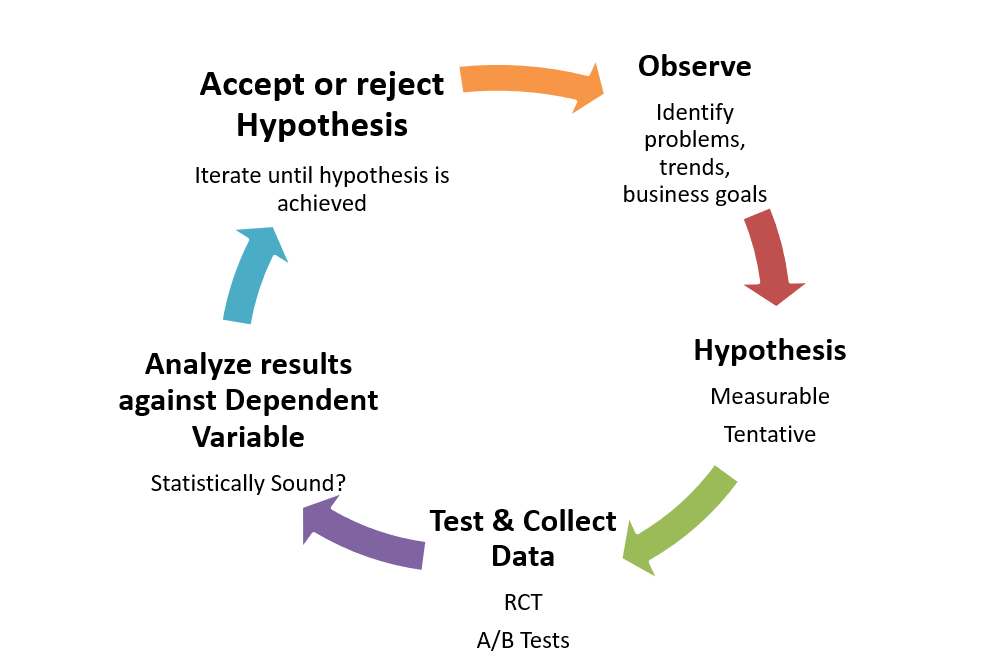 Observe
Identify
problems,
trends,
business goals
Hypothesis
Measurable
Tentative
Test & Collect
Data
RCT
A/B Tests
Analyze results
against Dependent
Variable
Statistically Sound?
Accept or reject
Hypothesis
Iterate until hypothesis is
achieved